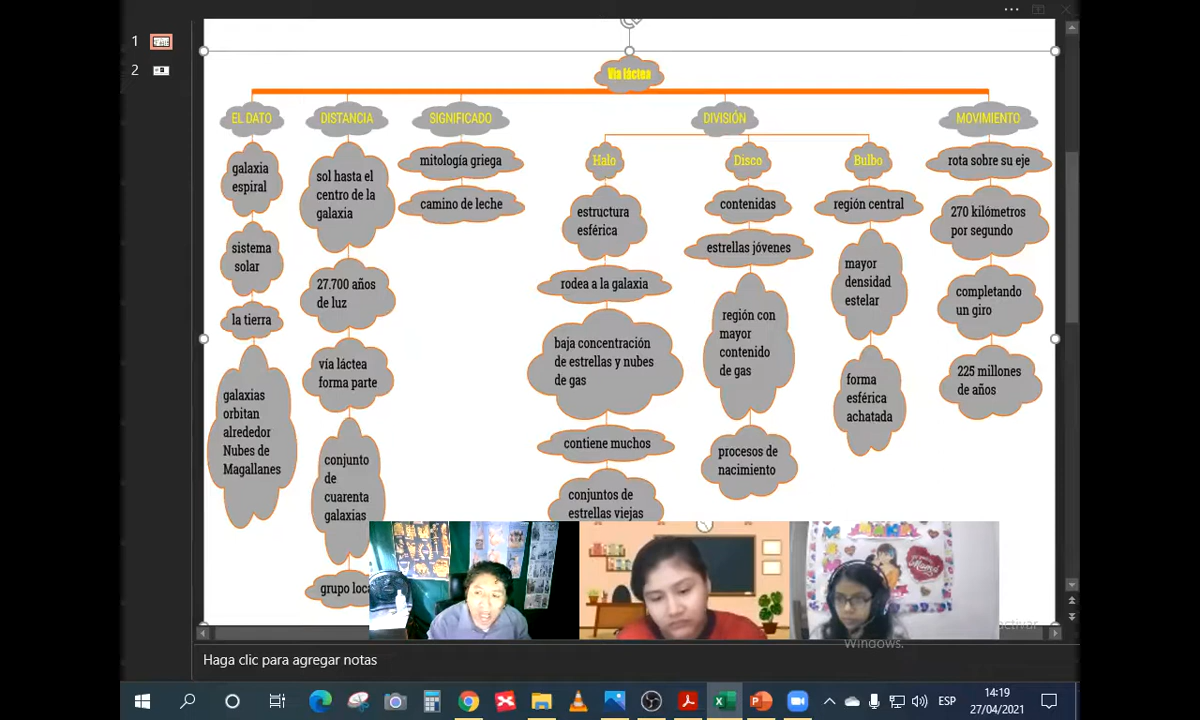 1
2
Vía láctea
EL DATO
galaxia
espiral
sistema
solar
la tierra
galaxias
orbitan
alrededor
Nubes de
Magallanes
DISTANCIA
sol hasta el
centro de la
galaxia
27.700 años
de luz
vía láctea
forma parte
conjunto
de
cuarenta
galaxias
grupo loca
SIGNIFICADO
mitología griega
camino de leche
DIVISIÓN
Halo
estructura
esférica
rodea a la galaxia
baja concentración
de estrellas y nubes
de gas
contiene muchos
conjuntos de
estrellas viejas
Disco
contenidas
estrellas jóvenes
región con
mayor
contenido
de gas
procesos de
nacimiento
Bulbo
región central
mayor
densidad
estelar
forma
esférica
achatada
MOVIMIENTO
rota sobre su eje
270 kilómetros
por segundo
completando
un giro
225 millones
de años
activar
Windows.
Haga clic para agregar notas
ESP
14:19
27/04/2021